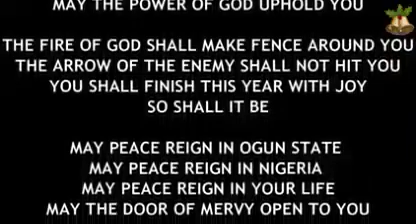 MAY THE POWER OF GOD UPHOLD YOU
THE FIRE OF GOD SHALL MAKE FENCE AROUND YOU
THE ARROW OF THE ENEMY SHALL NOT HIT YOU
YOU SHALL FINISH THIS YEAR WITH JOY
SO SHALL IT BE
MAY PEACE REIGN IN OGUN STATE
MAY PEACE REIGN IN NIGERIA
MAY PEACE REIGN IN YOUR LIFE
MAY THE DOOR OF MERVY OPEN TO YOU